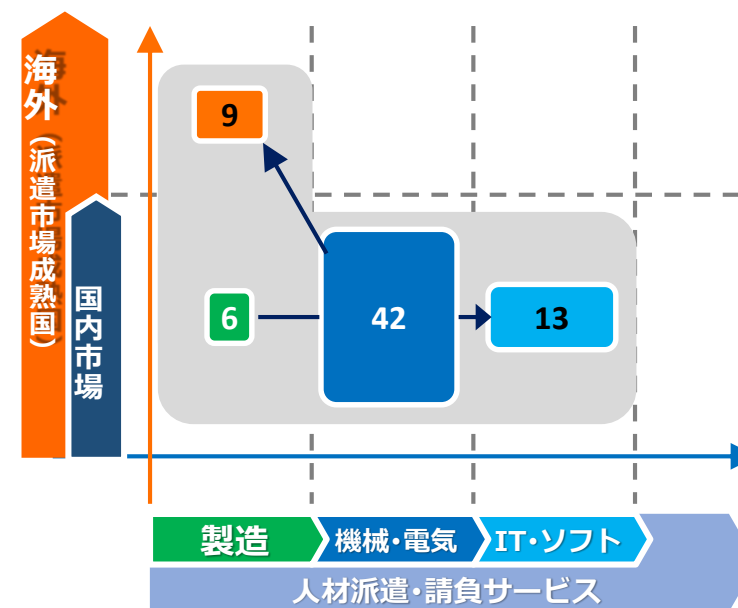 海外（派遣市場成熟国）
国内市場
9
6
42
13
製造
機械・電気
IT・ソフト
人材派遣・請負サービス